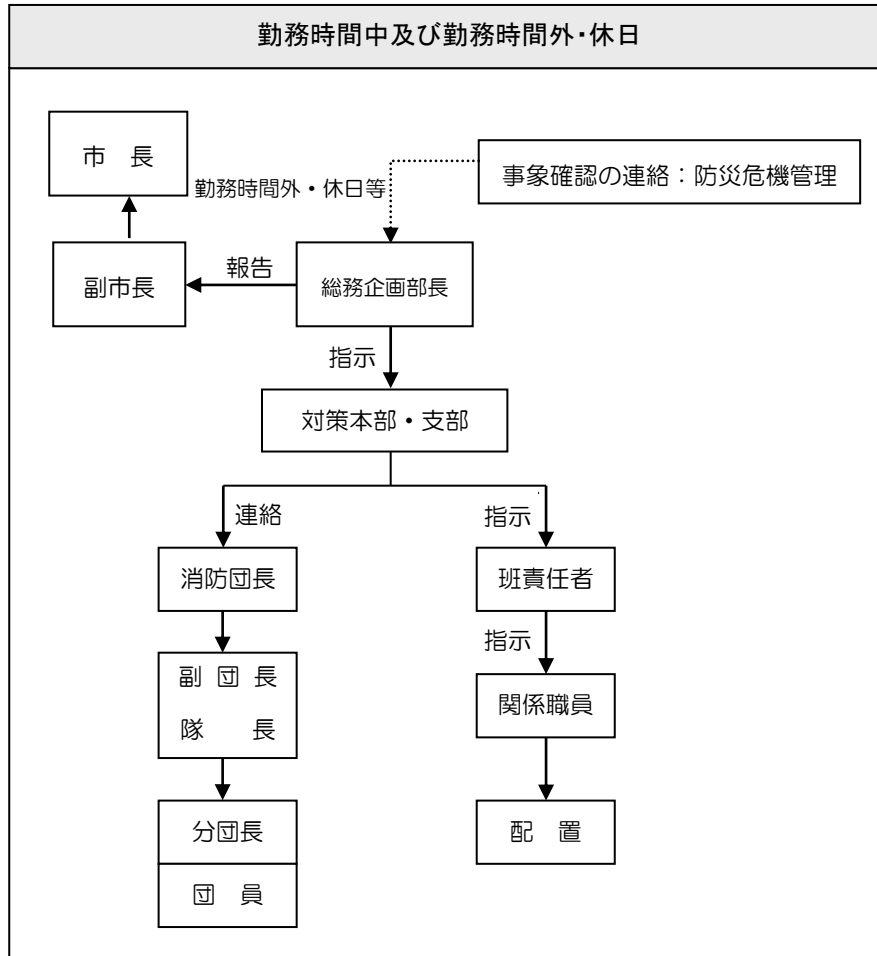 勤務時間中及び勤務時間外・休日
市　長
勤務時間外・休日等
事象確認の連絡：防災危機管理
副市長
報告
総務企画部長
指示
対策本部・支部
連絡
指示
消防団長
班責任者
指示
副　団　長
隊　　　長
関係職員
分団長
配　置
団　員